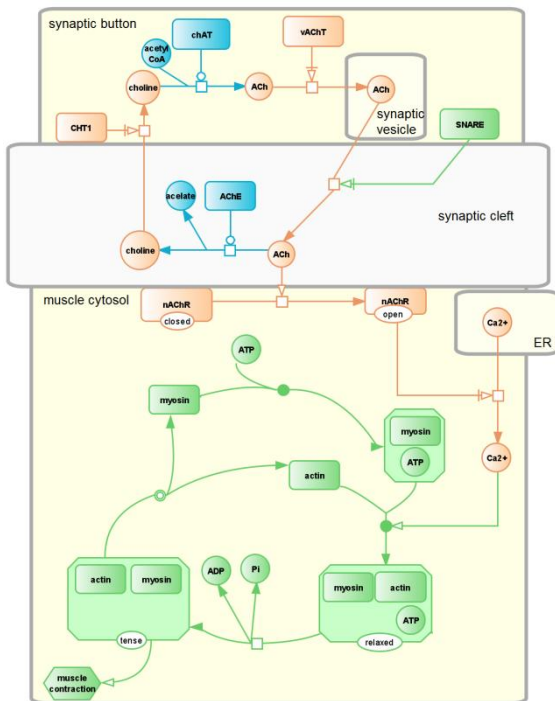 synaptic button
chAT
vAChT
acetyl
CoA
choline
ACh
ACh
synaptic
vesicle
CHT1
SNARE
synaptic cleft
acelate
AChE
choline
ACh
muscle cytosol
nAChR
closed
nAChR
open
Ca2+
ER
ATP
myosin
myosin
ATP
Ca2+
actin
ADP
Pi
actin
myosin
tense
myosin
actin
ATP
relaxed
muscle
contraction